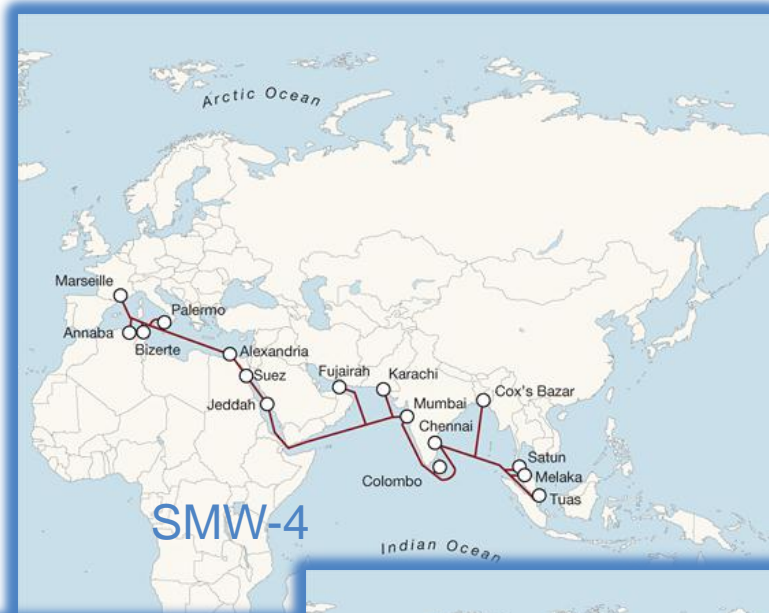 Arctic Ocean
Marseille
Palermo
Annaba
Bizerte
Alexandria
Suez
Fujairah
Karachi
Jeddah
Cox's Bazar
Mumbai
Chennai
Colombo
Satun
Melaka
Tuas
SMW-4
Indian Ocean